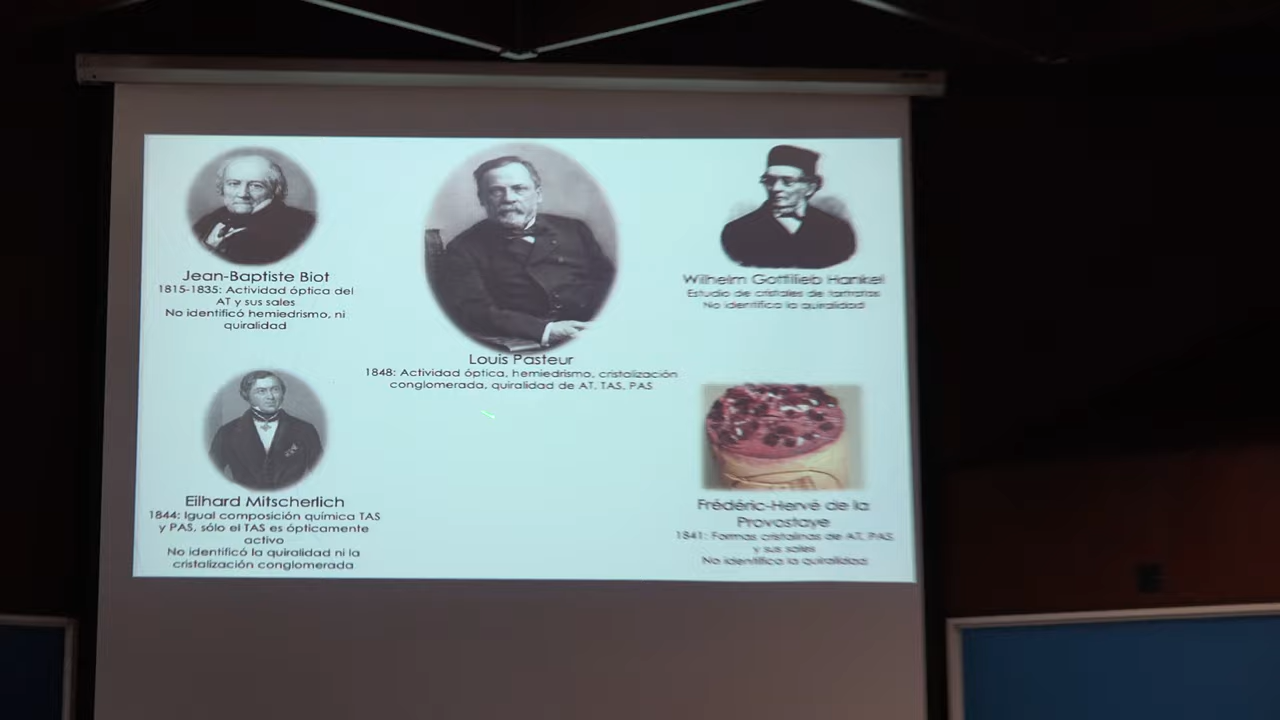 Jean-Baptiste Biot
1815-1835: Actividad óptica del
AT y sus sales
No identificó hemiedrismo, ni
quiralidad
Louis Pasteur
1848: Actividad óptica, hemiedrismo, cristalización
conglomerada, quiralidad de AT, TAS, PAS
Wilhelm Gottlieb Hankel
Estudio de cristales de tartratos
No identifica la quiralidad
Eilhard Mitscherlich
1844: Igual composición química TAS
y PAS, sólo el TAS es ópticamente
activo
No identificó la quiralidad ni la
cristalización conglomerada
Frédéric-Hervé de la
Provostaye
1841: Formas cristalinas de AT, PAS
y sus sales
No identifica la quiralidad